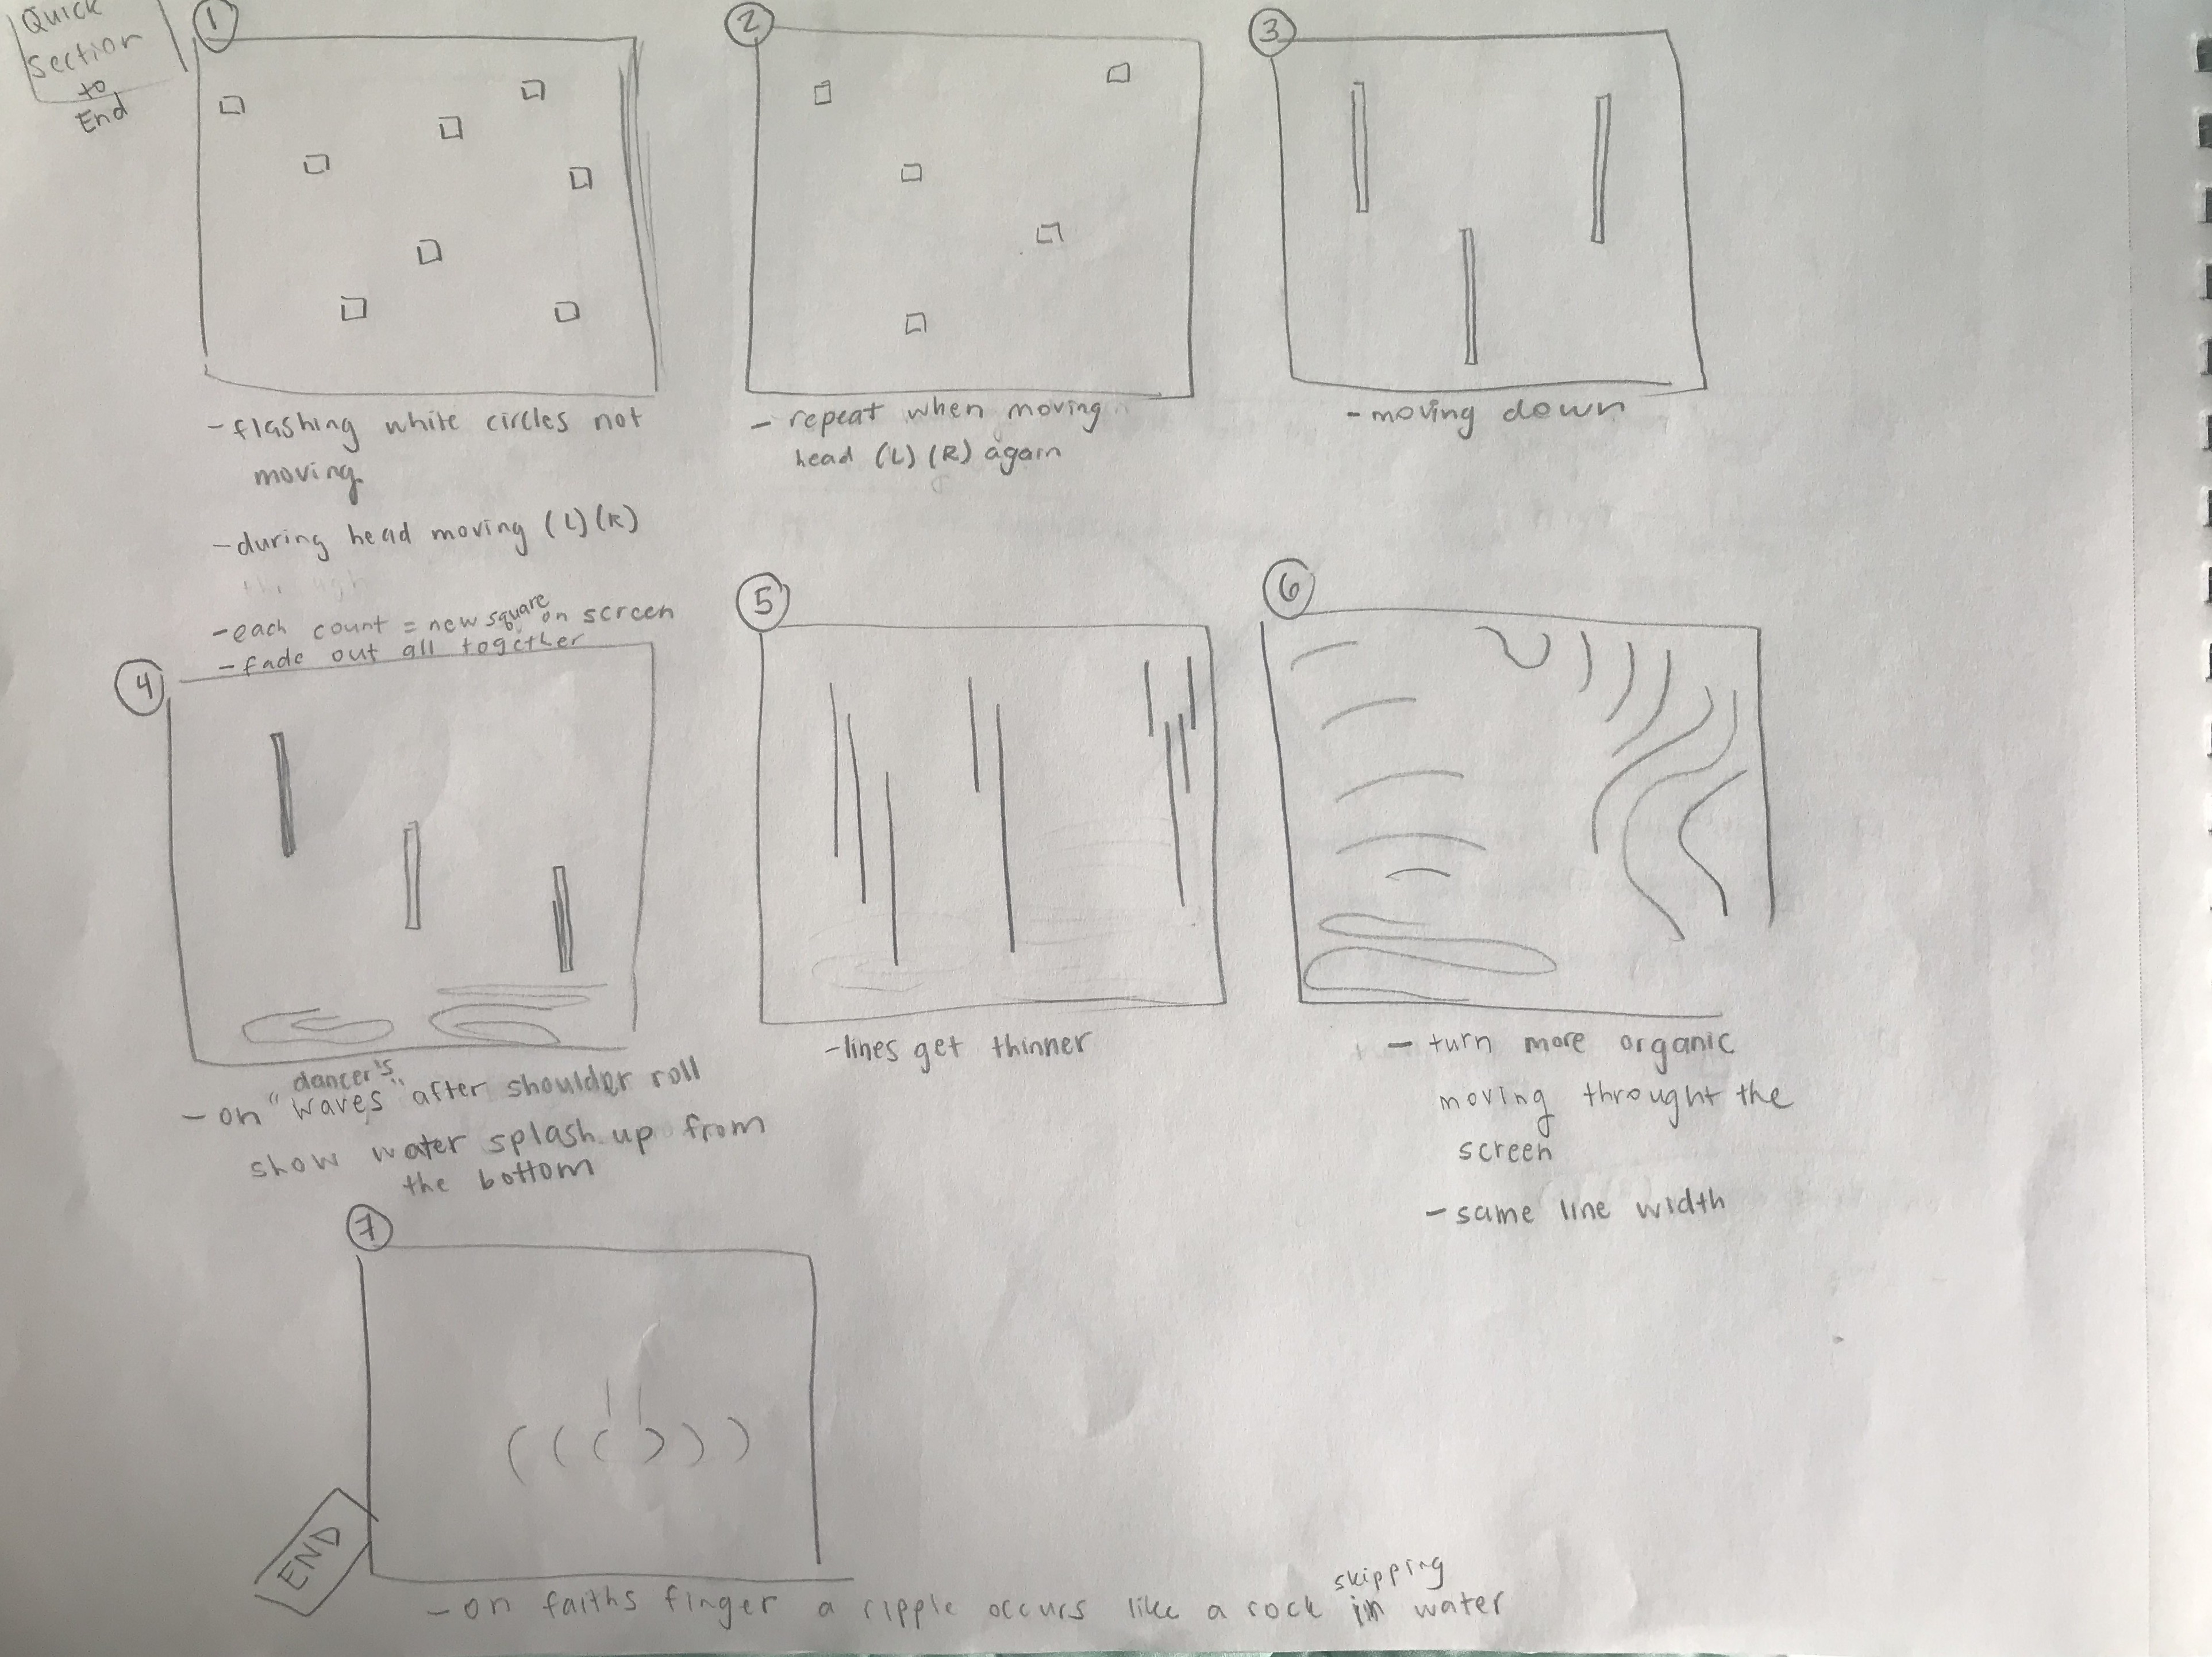 Quick
Section
to
End
1
- flashing white circles not
moving
- during head moving (L)(R)
- each count = new square on screen
- fade out all together
2
- repeat when moving
head (L) (R) again
3
- moving down
4
- on dancer's "waves" after shoulder roll
show water splash up from
the bottom
5
- lines get thinner
6
- turn more organic
moving throught the
screen
- same line width
7
END
- on faiths finger a ripple occurs like a rock skipping in water